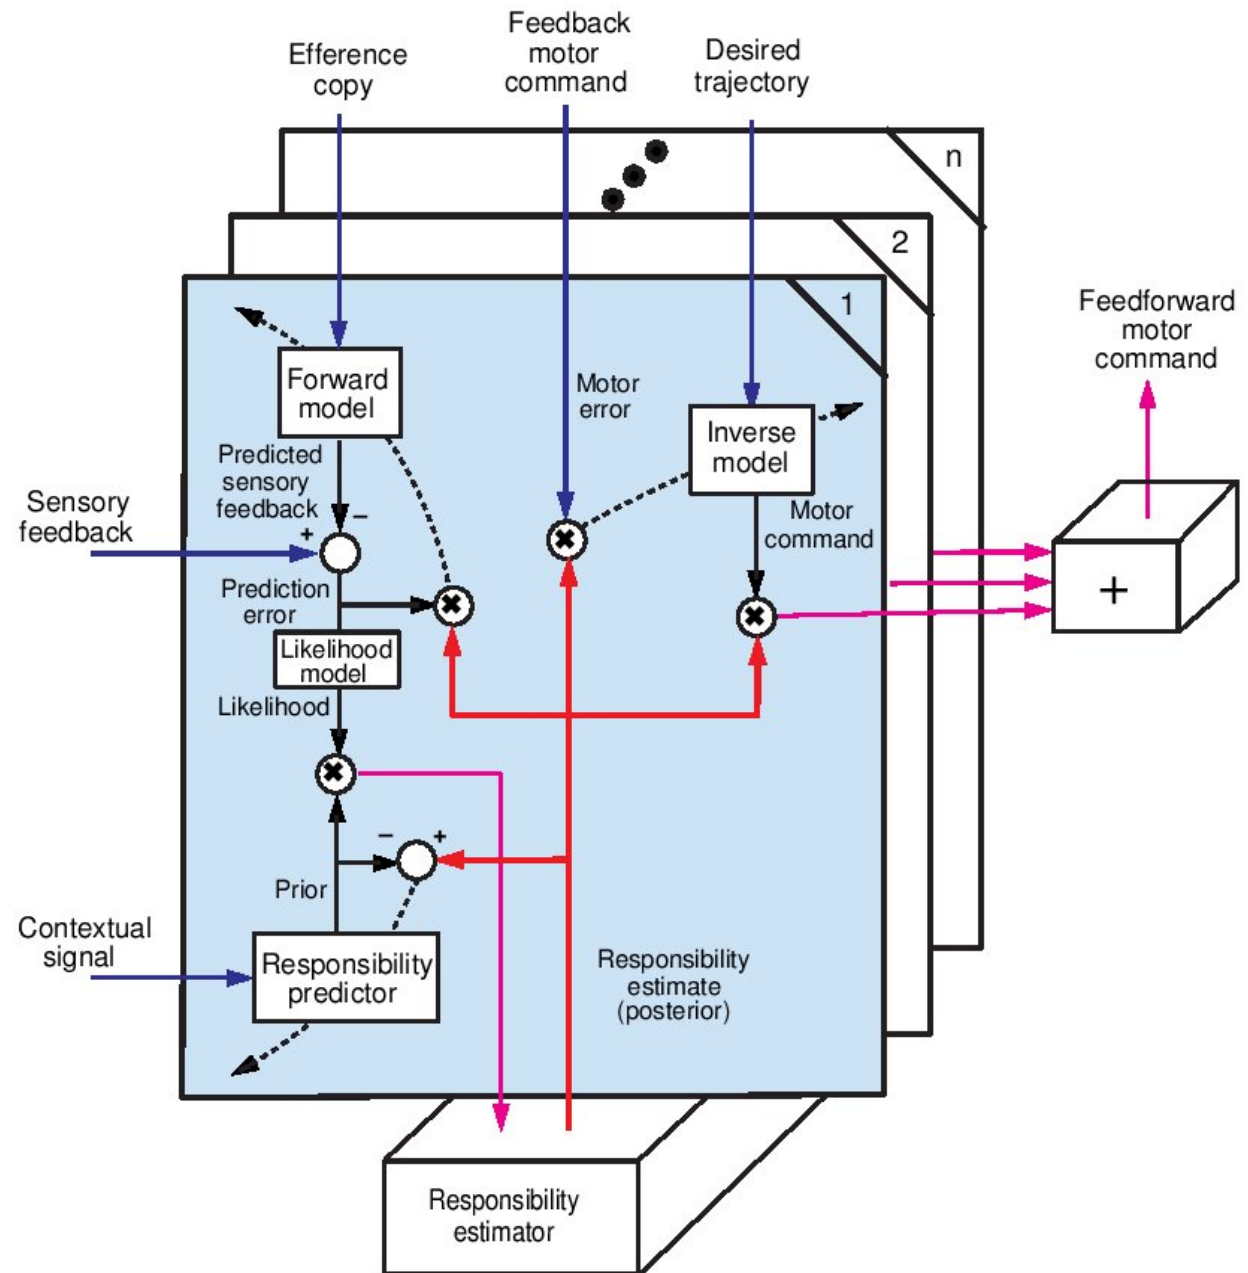 Efference
copy
Feedback
motor
command
Desired
trajectory
n
2
1
Feedforward
motor
command
Forward
model
Motor
error
Inverse
model
Predicted
sensory
feedback
−
+
Sensory
feedback
Motor
command
Prediction
error
+
Likelihood
model
Likelihood
− +
Prior
Contextual
signal
Responsibility
predictor
Responsibility
estimate
(posterior)
Responsibility
estimator